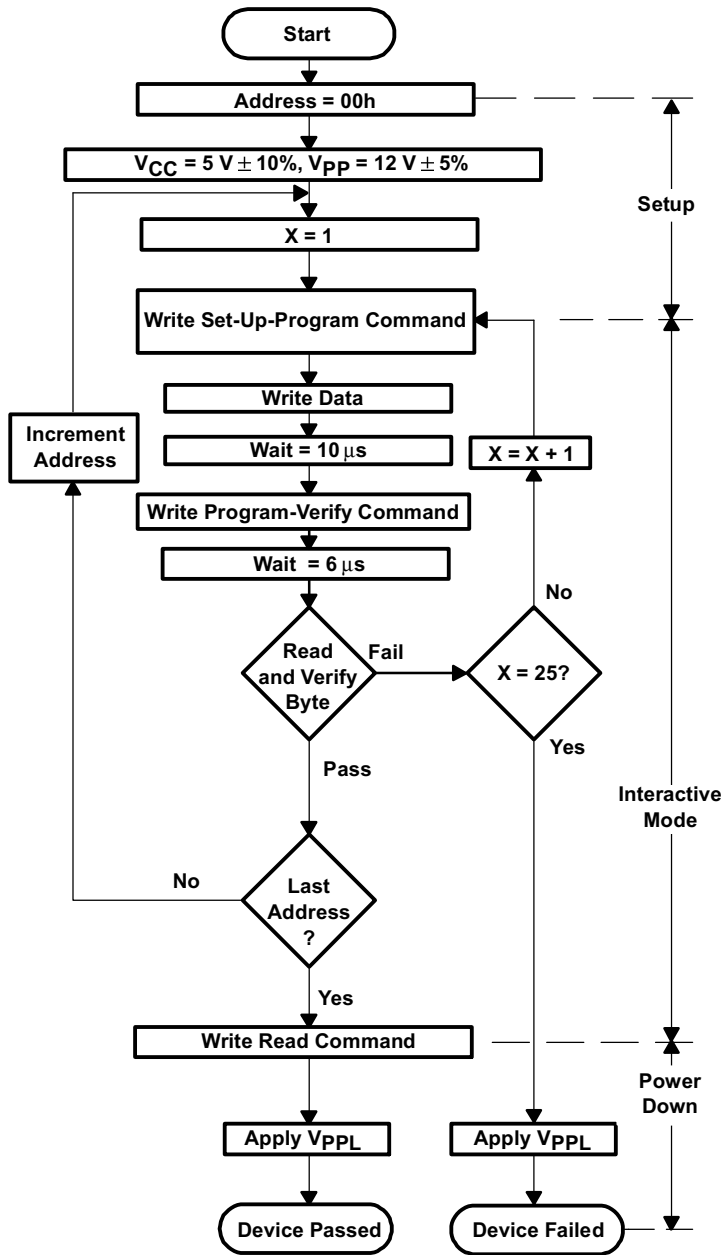 Start
Address = 00h
VCC = 5 V ± 10%, VPP = 12 V ± 5%
Setup
X = 1
Write Set-Up-Program Command
Write Data
Increment
Address
Wait = 10 µs
X = X + 1
Write Program-Verify Command
Wait = 6 µs
No
Read
and Verify
Byte
Fail
X = 25?
Yes
Pass
Interactive
Mode
No
Last
Address
?
Yes
Write Read Command
Power
Down
Apply VPPL
Apply VPPL
Device Passed
Device Failed